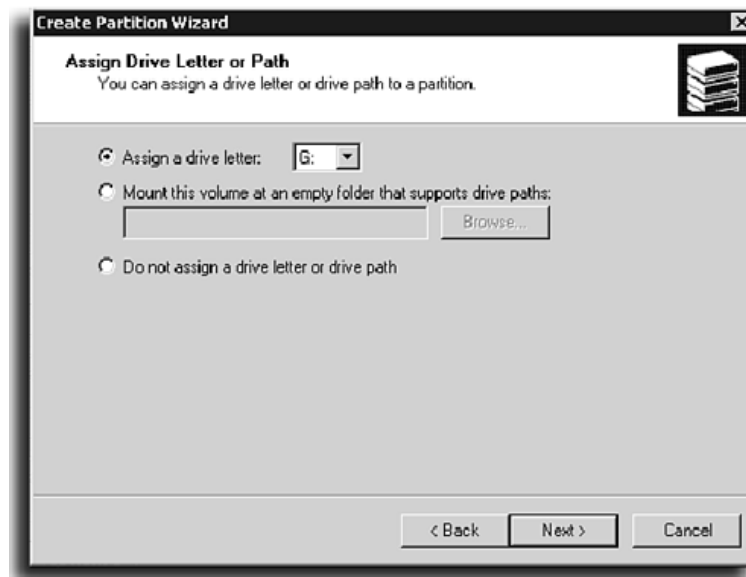 Create Partition Wizard
Assign Drive Letter or Path
You can assign a drive letter or drive path to a partition.
Assign a drive letter: G:
Mount this volume at an empty folder that supports drive paths:
Browse...
Do not assign a drive letter or drive path
< Back Next > Cancel